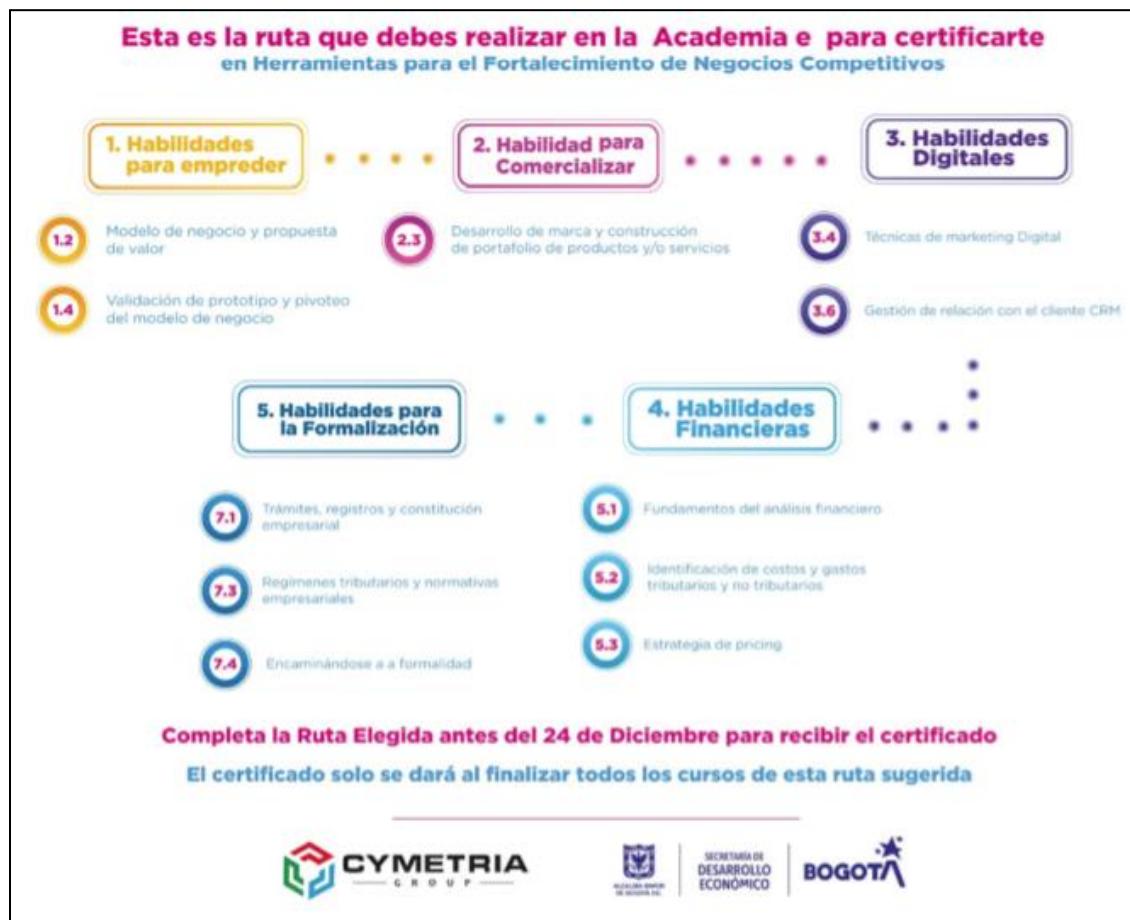 Esta es la ruta que debes realizar en la Academia e para certificarte
en Herramientas para el Fortalecimiento de Negocios Competitivos
1. Habilidades
para empreder
2. Habilidad para
Comercializar
3. Habilidades
Digitales
1.2
Modelo de negocio y propuesta
de valor
1.4
Validación de prototipo y pivoteo
del modelo de negocio
2.3
Desarrollo de marca y construcción
de portafolio de productos y/o servicios
3.4
Técnicas de marketing Digital
3.6
Gestión de relación con el cliente CRM
5. Habilidades para
la Formalización
4. Habilidades
Financieras
7.1
Trámites, registros y constitución
empresarial
7.3
Regímenes tributarios y normativas
empresariales
7.4
Encaminándose a a formalidad
5.1
Fundamentos del análisis financiero
5.2
Identificación de costos y gastos
tributarios y no tributarios
5.3
Estrategia de pricing
Completa la Ruta Elegida antes del 24 de Diciembre para recibir el certificado
El certificado solo se dará al finalizar todos los cursos de esta ruta sugerida
CYMETRIA
GROUP
ALCALDÍA MAYOR
DE BOGOTÁ D.C.
SECRETARÍA DE
DESARROLLO
ECONÓMICO
BOGOTÁ